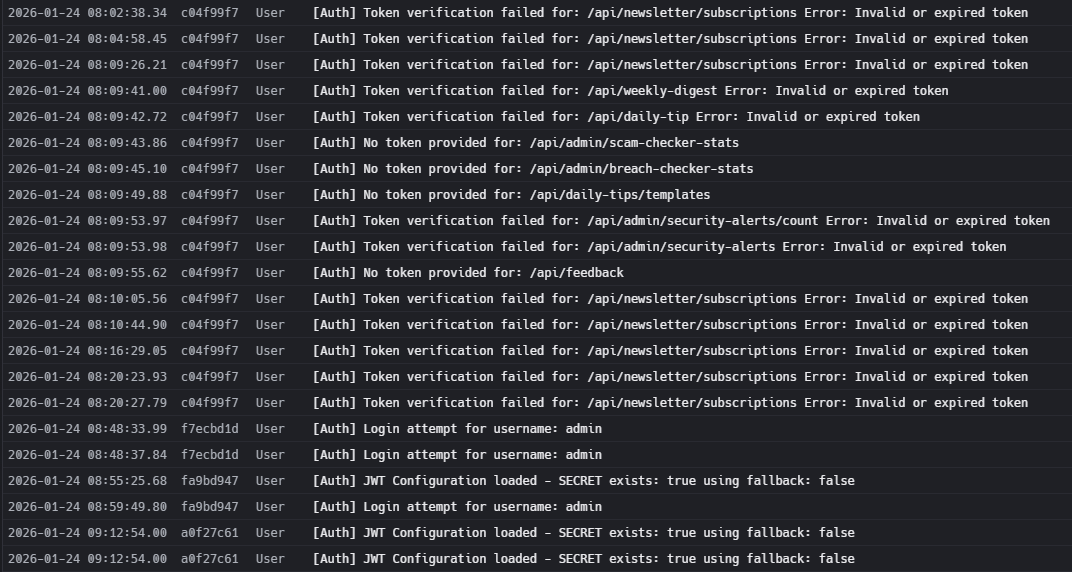 2026-01-24 08:02:38.34 c04f99f7 User [Auth] Token verification failed for: /api/newsletter/subscriptions Error: Invalid or expired token
2026-01-24 08:04:58.45 c04f99f7 User [Auth] Token verification failed for: /api/newsletter/subscriptions Error: Invalid or expired token
2026-01-24 08:09:26.21 c04f99f7 User [Auth] Token verification failed for: /api/newsletter/subscriptions Error: Invalid or expired token
2026-01-24 08:09:41.00 c04f99f7 User [Auth] Token verification failed for: /api/weekly-digest Error: Invalid or expired token
2026-01-24 08:09:42.72 c04f99f7 User [Auth] Token verification failed for: /api/daily-tip Error: Invalid or expired token
2026-01-24 08:09:43.86 c04f99f7 User [Auth] No token provided for: /api/admin/scam-checker-stats
2026-01-24 08:09:45.10 c04f99f7 User [Auth] No token provided for: /api/admin/breach-checker-stats
2026-01-24 08:09:49.88 c04f99f7 User [Auth] No token provided for: /api/daily-tips/templates
2026-01-24 08:09:53.97 c04f99f7 User [Auth] Token verification failed for: /api/admin/security-alerts/count Error: Invalid or expired token
2026-01-24 08:09:53.98 c04f99f7 User [Auth] Token verification failed for: /api/admin/security-alerts Error: Invalid or expired token
2026-01-24 08:09:55.62 c04f99f7 User [Auth] No token provided for: /api/feedback
2026-01-24 08:10:05.56 c04f99f7 User [Auth] Token verification failed for: /api/newsletter/subscriptions Error: Invalid or expired token
2026-01-24 08:10:44.90 c04f99f7 User [Auth] Token verification failed for: /api/newsletter/subscriptions Error: Invalid or expired token
2026-01-24 08:16:29.05 c04f99f7 User [Auth] Token verification failed for: /api/newsletter/subscriptions Error: Invalid or expired token
2026-01-24 08:20:23.93 c04f99f7 User [Auth] Token verification failed for: /api/newsletter/subscriptions Error: Invalid or expired token
2026-01-24 08:20:27.79 c04f99f7 User [Auth] Token verification failed for: /api/newsletter/subscriptions Error: Invalid or expired token
2026-01-24 08:48:33.99 f7ecbd1d User [Auth] Login attempt for username: admin
2026-01-24 08:48:37.84 f7ecbd1d User [Auth] Login attempt for username: admin
2026-01-24 08:55:25.68 fa9bd947 User [Auth] JWT Configuration loaded - SECRET exists: true using fallback: false
2026-01-24 08:59:49.80 fa9bd947 User [Auth] Login attempt for username: admin
2026-01-24 09:12:54.00 a0f27c61 User [Auth] JWT Configuration loaded - SECRET exists: true using fallback: false
2026-01-24 09:12:54.00 a0f27c61 User [Auth] JWT Configuration loaded - SECRET exists: true using fallback: false